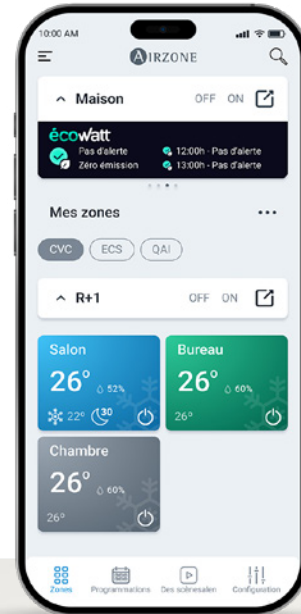 10:00 AM
AIRZONE
Maison OFF ON
écowatt
Pas d'alerte
Zéro émission
12:00h - Pas d'alerte
13:00h - Pas d'alerte
Mes zones
CVC ECS QAI
R+1 OFF ON
Salon
26° 52%
22° 30
Bureau
26° 60%
26°
Chambre
26° 60%
26°
Zones Programmations Des scènesalen Configuration